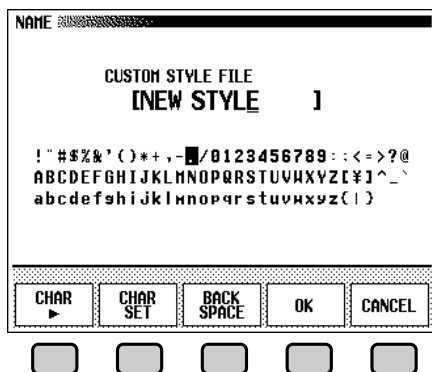 NAME
CUSTOM STYLE FILE
[NEW STYLE ]
!"#$%&'()*+,-./0123456789:;<=>?@
ABCDEFGHIJKLMNOPQRSTUVWXYZ[¥]^_`
abcdefghijklmnopqrstuvwxyz{|}
CHAR ▶
CHAR SET
BACK SPACE
OK
CANCEL